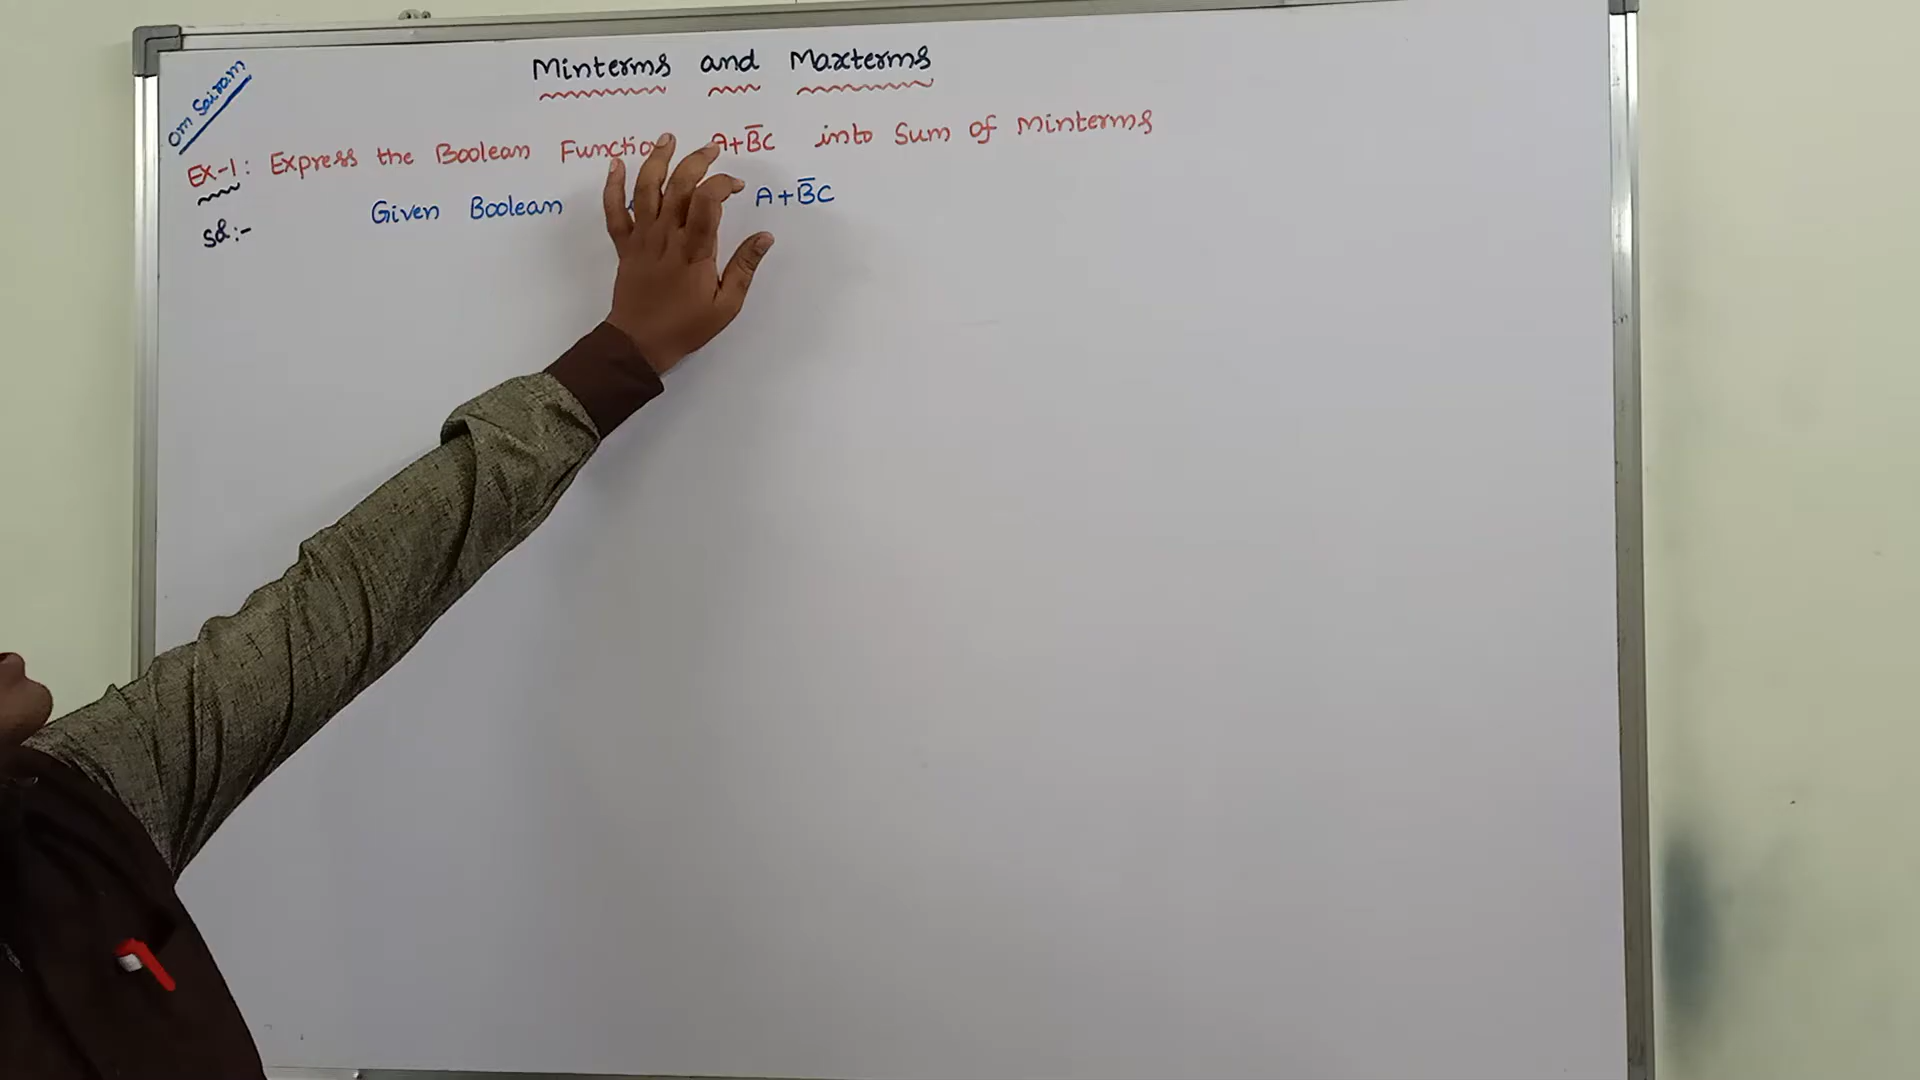 Om Sairam
Minterms and Maxterms
Ex-1: Express the Boolean Function A+B̅C into Sum of Minterms
Sol:- Given Boolean A+B̅C